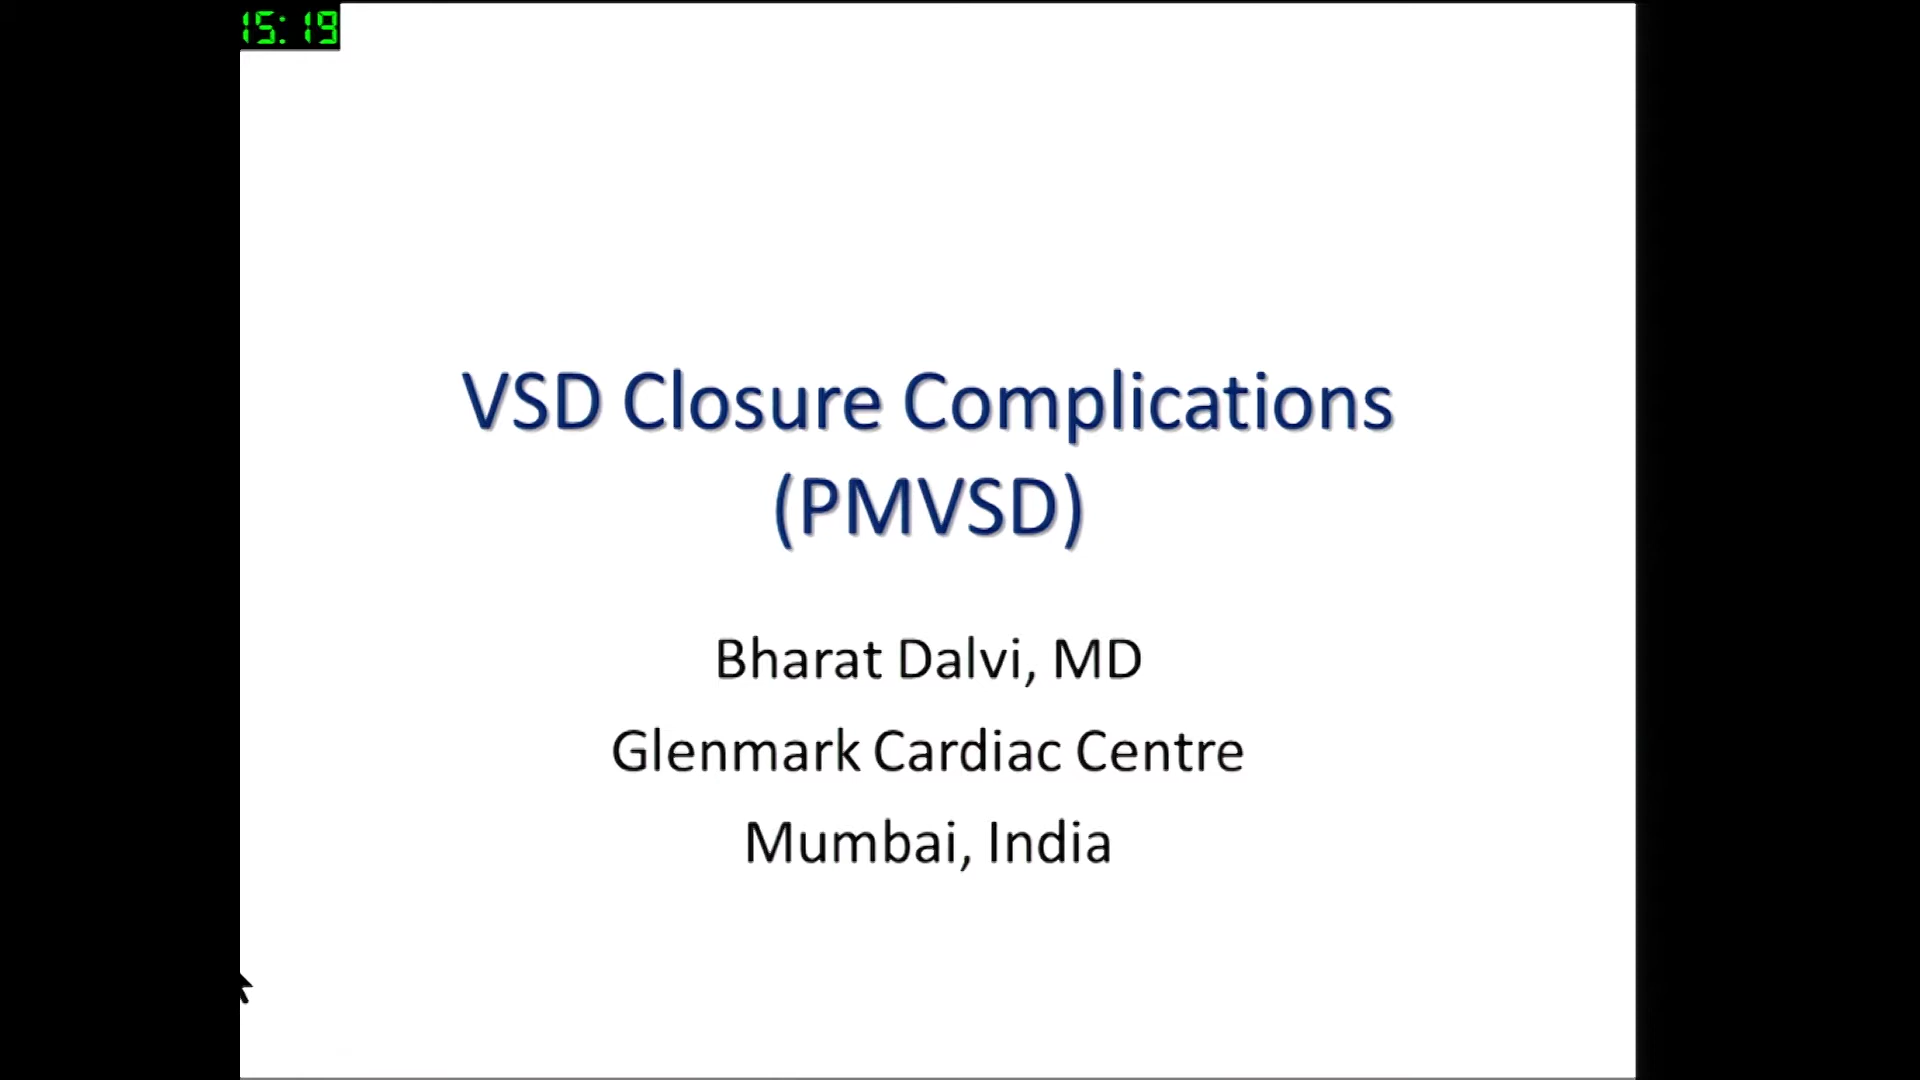 15:19
VSD Closure Complications
(PMVSD)
Bharat Dalvi, MD
Glenmark Cardiac Centre
Mumbai, India